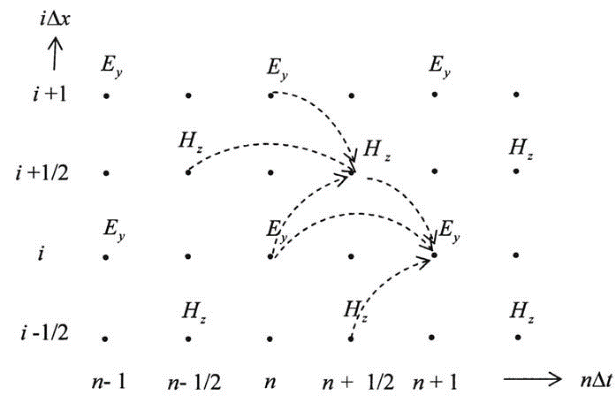 iΔx
E_y E_y E_y
i +1
H_z H_z H_z
i +1/2
E_y E_y E_y
i
H_z H_z H_z
i -1/2
n- 1 n- 1/2 n n + 1/2 n + 1 nΔt